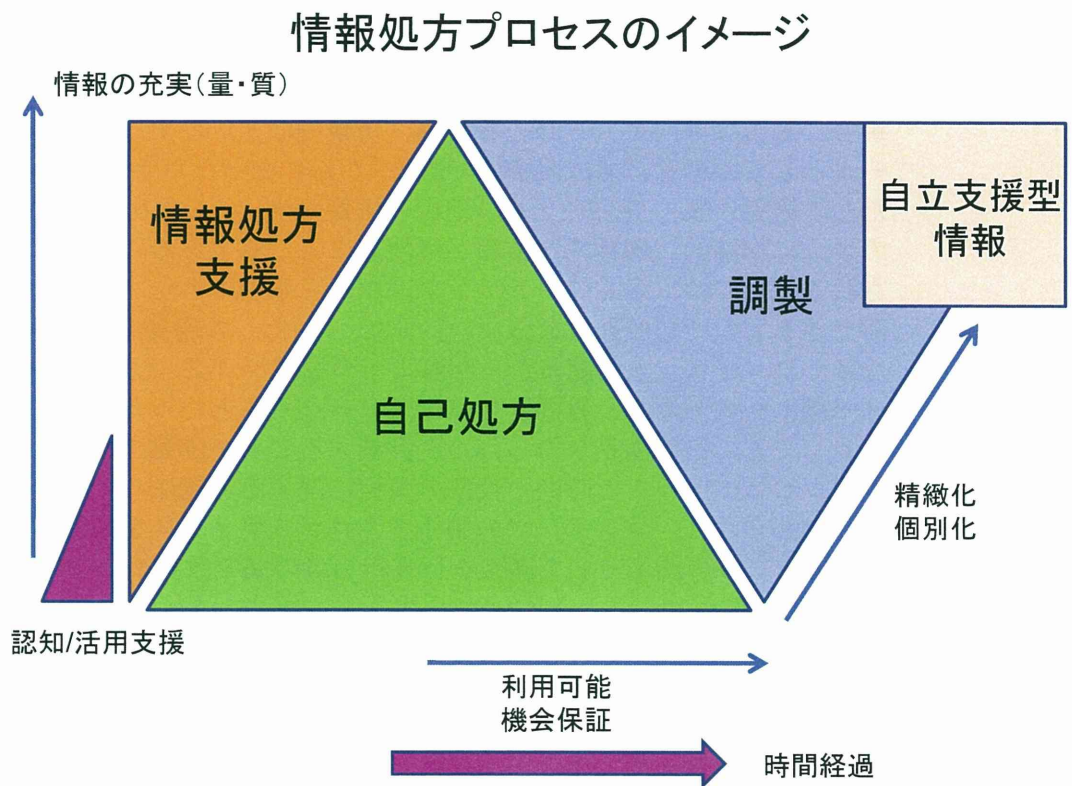 情報処方プロセスのイメージ
情報の充実(量・質)
情報処方
支援
自己処方
調製
自立支援型
情報
精緻化
個別化
認知/活用支援
利用可能
機会保証
時間経過